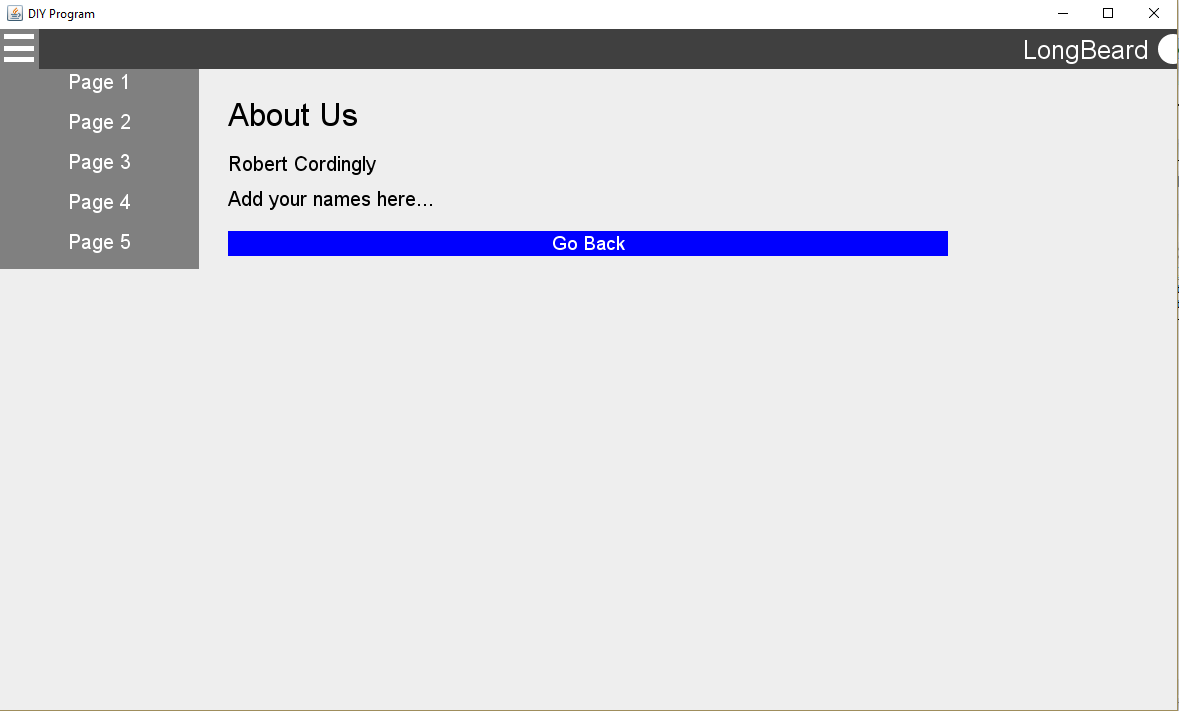 DIY Program
LongBeard
Page 1
Page 2
Page 3
Page 4
Page 5
About Us
Robert Cordingly
Add your names here...
Go Back